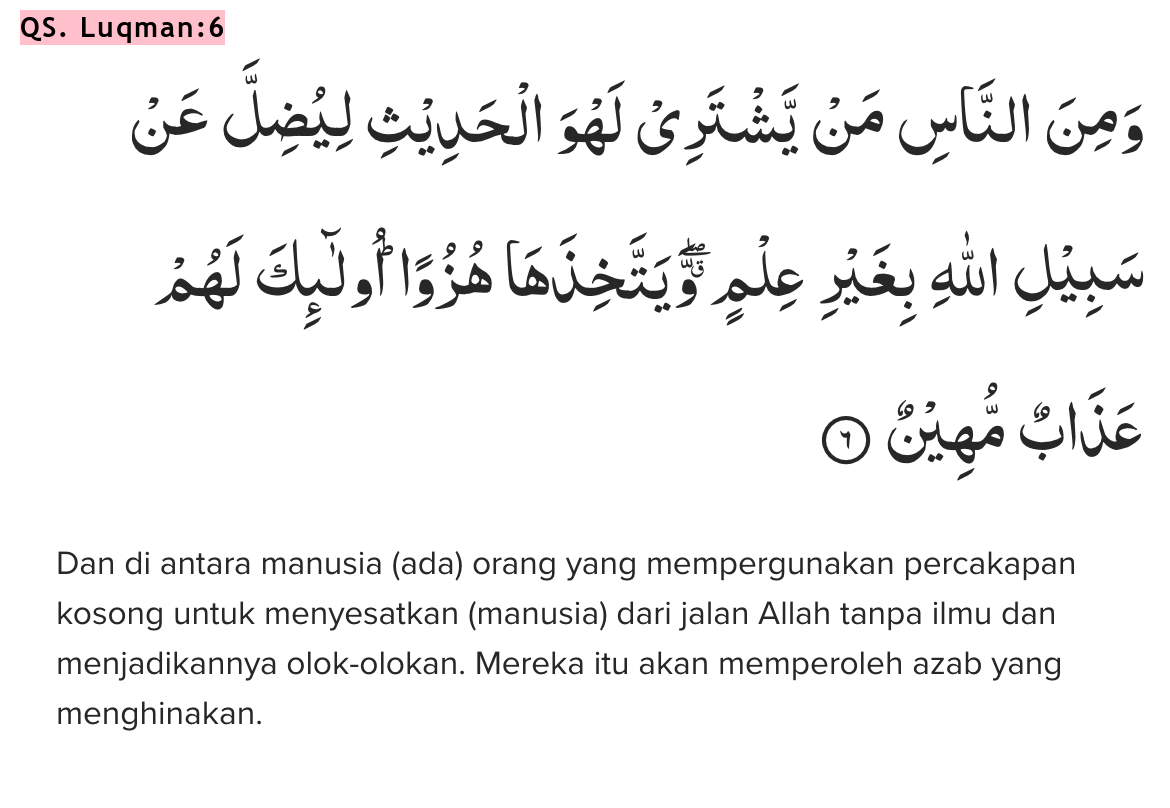 QS. Luqman:6
وَمِنَ النَّاسِ مَنْ يَّشْتَرِيْ لَهْوَ الْحَدِيْثِ لِيُضِلَّ عَنْ
سَبِيْلِ اللّٰهِ بِغَيْرِ عِلْمٍۖ وَّيَتَّخِذَهَا هُزُوًاۗ اُولٰۤىِٕكَ لَهُمْ
عَذَابٌ مُّهِيْنٌ ٦
Dan di antara manusia (ada) orang yang mempergunakan percakapan
kosong untuk menyesatkan (manusia) dari jalan Allah tanpa ilmu dan
menjadikannya olok-olokan. Mereka itu akan memperoleh azab yang
menghinakan.